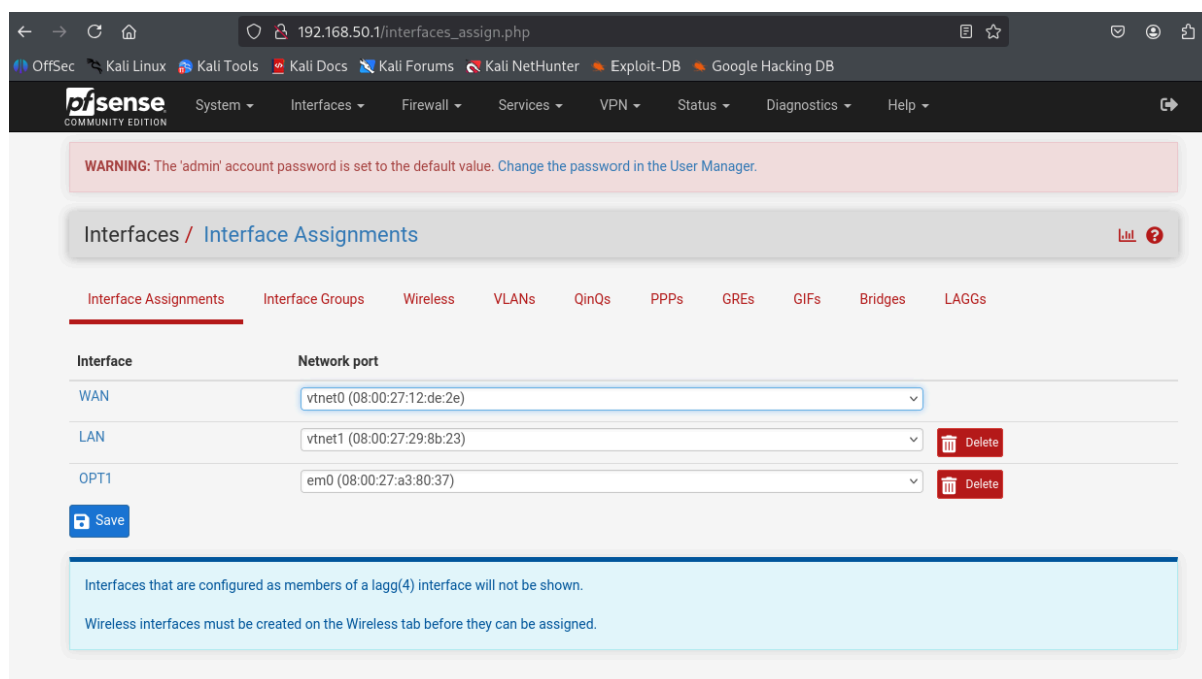 192.168.50.1/interfaces_assign.php
OffSec Kali Linux Kali Tools Kali Docs Kali Forums Kali NetHunter Exploit-DB Google Hacking DB
pfsense System Interfaces Firewall Services VPN Status Diagnostics Help
COMMUNITY EDITION
WARNING: The 'admin' account password is set to the default value. Change the password in the User Manager.
Interfaces / Interface Assignments
Interface Assignments Interface Groups Wireless VLANs QinQs PPPs GREs GIFs Bridges LAGGs
Interface Network port
WAN vtnet0 (08:00:27:12:de:2e)
LAN vtnet1 (08:00:27:29:8b:23) Delete
OPT1 em0 (08:00:27:a3:80:37) Delete
Save
Interfaces that are configured as members of a lagg(4) interface will not be shown.
Wireless interfaces must be created on the Wireless tab before they can be assigned.